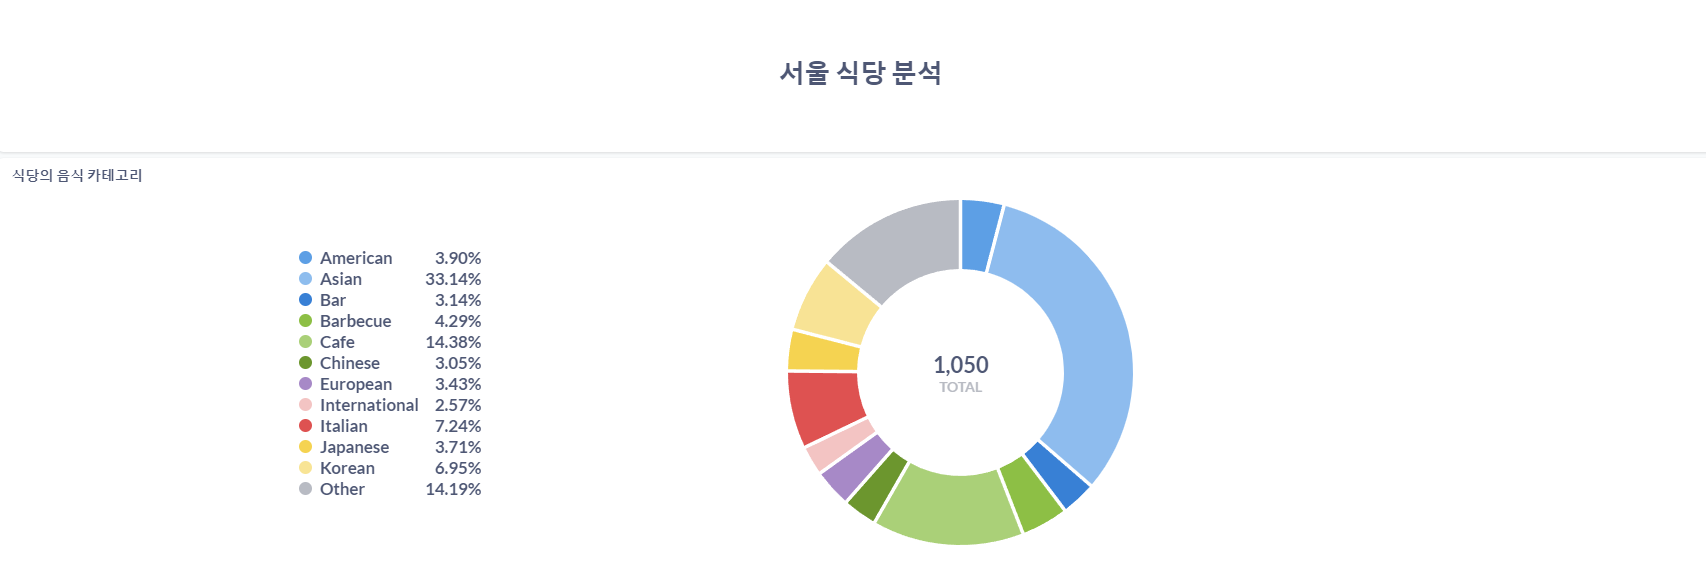 서울 식당 분석
식당의 음식 카테고리
American 3.90%
Asian 33.14%
Bar 3.14%
Barbecue 4.29%
Cafe 14.38%
Chinese 3.05%
European 3.43%
International 2.57%
Italian 7.24%
Japanese 3.71%
Korean 6.95%
Other 14.19%
1,050
TOTAL